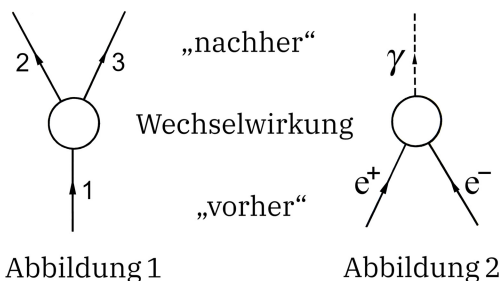 2 3 „nachher“ γ
Wechselwirkung
1 „vorher“ e⁺ e⁻
Abbildung 1 Abbildung 2